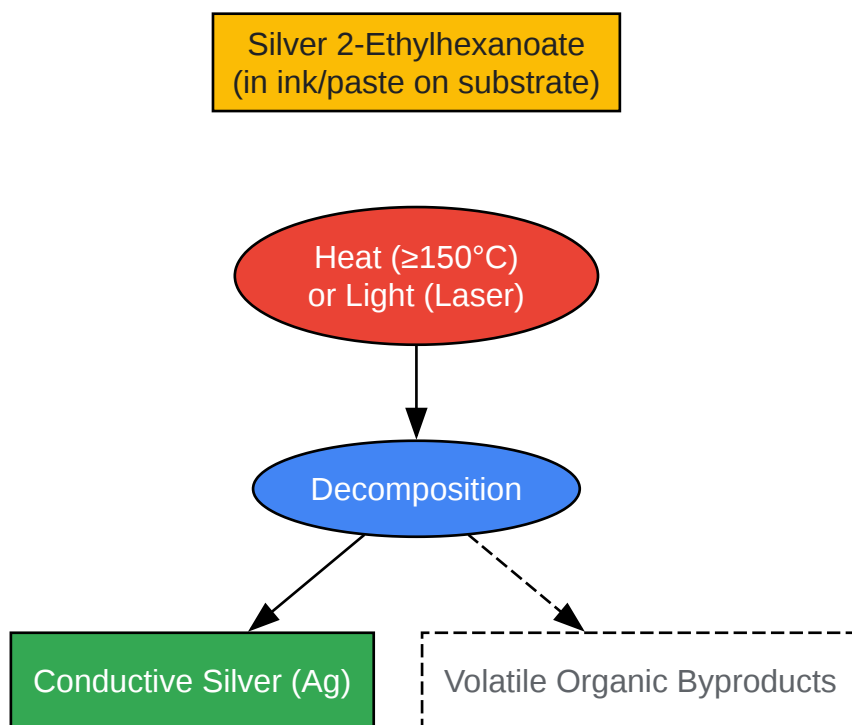 Silver 2-Ethylhexanoate
(in ink/paste on substrate)
Heat (≥150°C)
or Light (Laser)
Decomposition
Conductive Silver (Ag)
Volatile Organic Byproducts